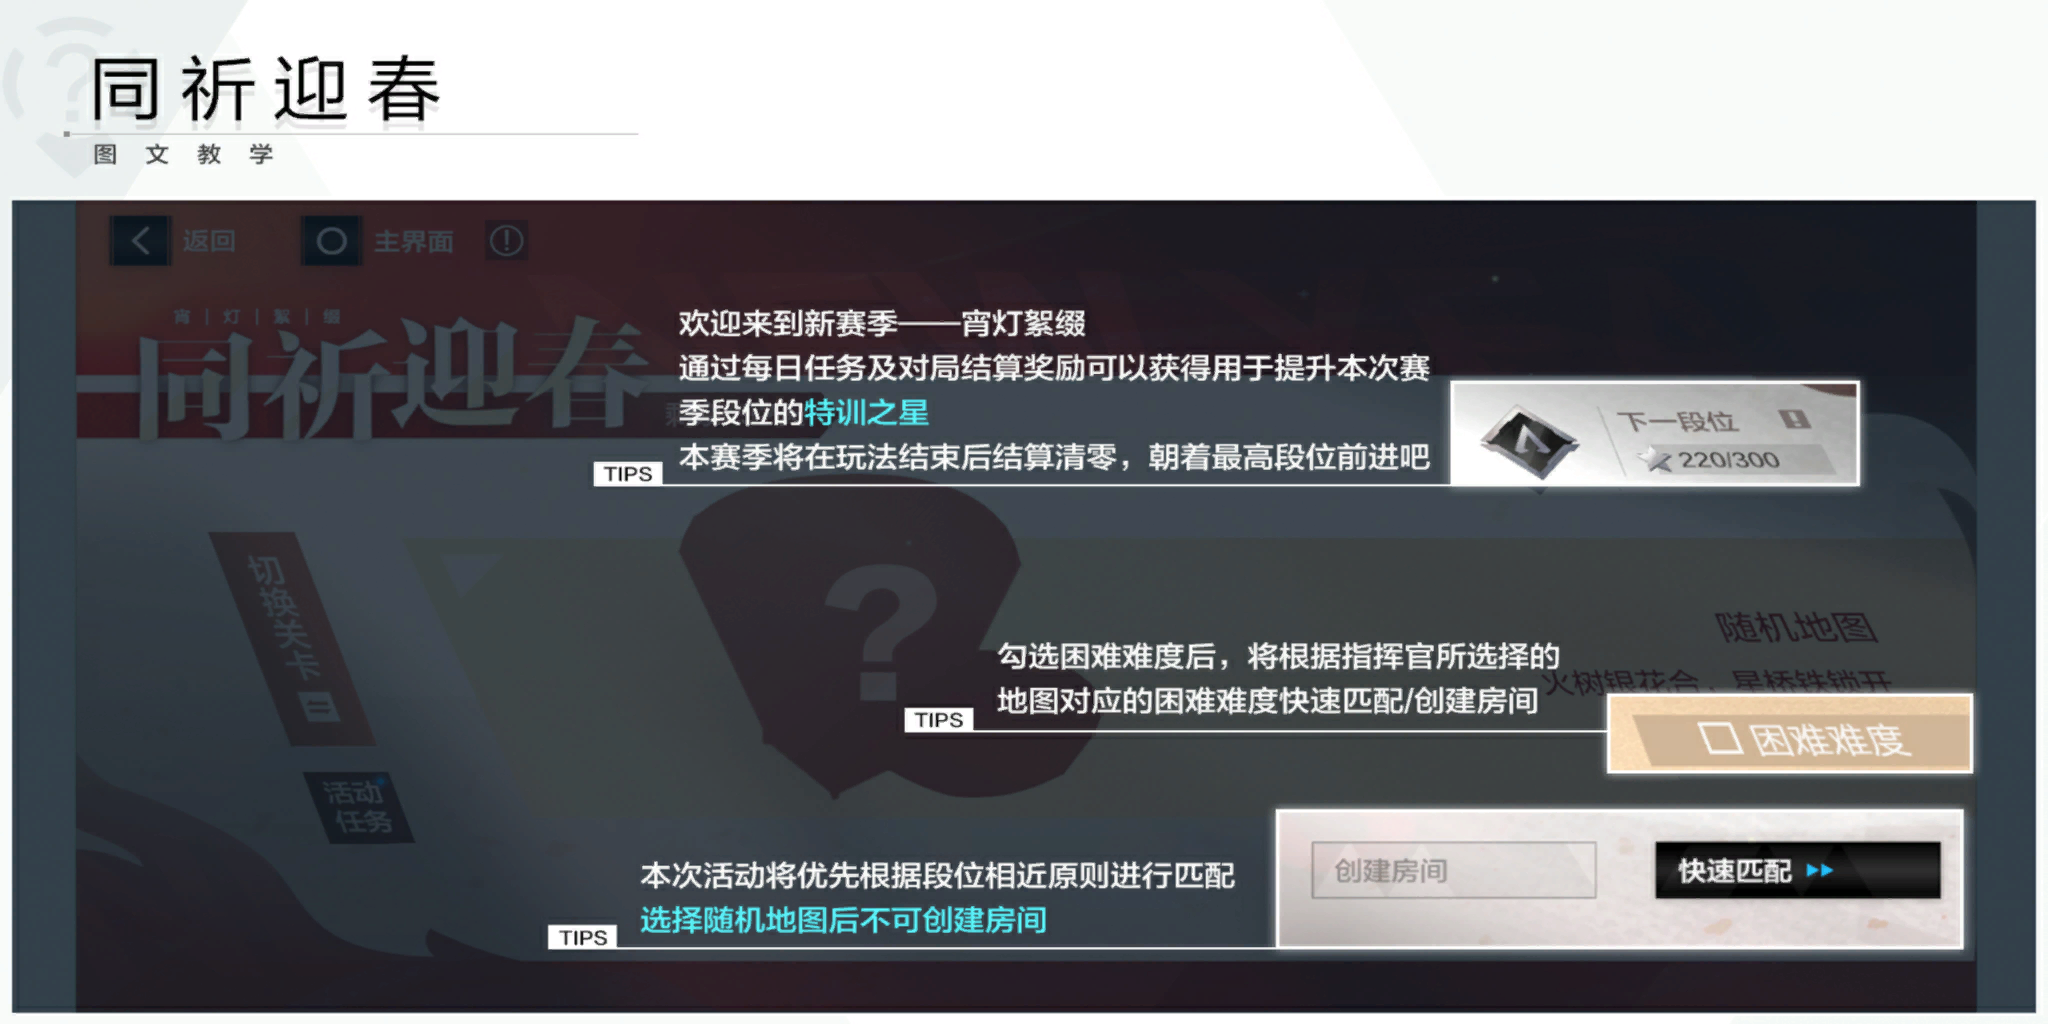 同祈迎春
图文教学
返回
主界面
宵灯絮缀
同祈迎春
欢迎来到新赛季——宵灯絮缀
通过每日任务及对局结算奖励可以获得用于提升本次赛
季段位的特训之星
本赛季将在玩法结束后结算清零，朝着最高段位前进吧
TIPS
下一段位
220/300
切换关卡
随机地图
火树银花合，星桥铁锁开
勾选困难难度后，将根据指挥官所选择的
地图对应的困难难度快速匹配/创建房间
TIPS
困难难度
活动
任务
本次活动将优先根据段位相近原则进行匹配
选择随机地图后不可创建房间
TIPS
创建房间
快速匹配